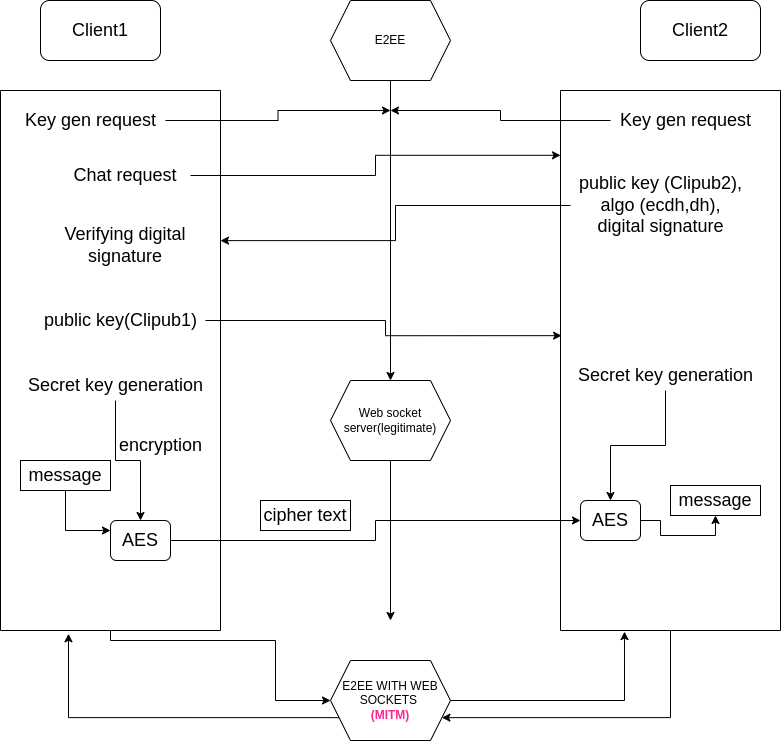 Client1
E2EE
Client2
Key gen request
Key gen request
Chat request
public key (Clipub2),
algo (ecdh,dh),
digital signature
Verifying digital
signature
public key(Clipub1)
Secret key generation
Secret key generation
Web socket
server(legitimate)
encryption
message
message
cipher text
AES
AES
E2EE WITH WEB
SOCKETS
(MITM)